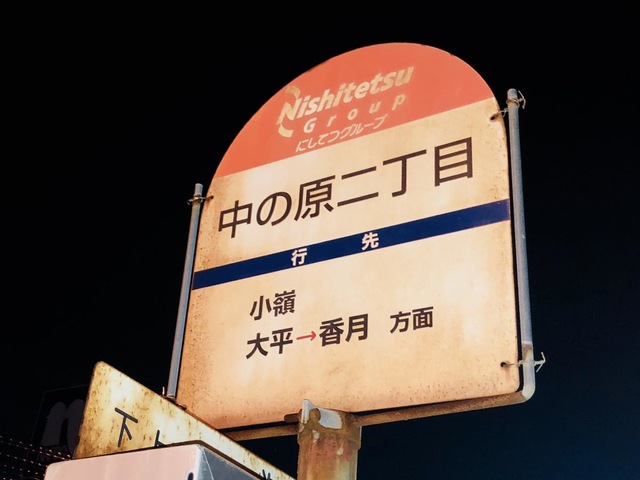 Nishitetsu
Group
にしてつグループ
中の原二丁目
行先
小嶺
大平→香月 方面
下